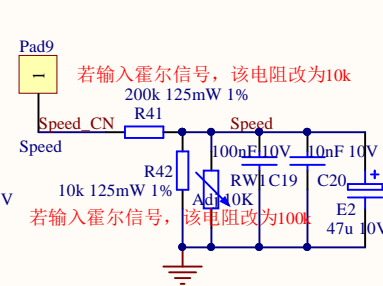 Pad9
1
若输入霍尔信号，该电阻改为10k
200k 125mW 1%
R41
Speed_CN
Speed
Speed
100nF 10V
10nF 10V
R42
RW1
C19
C20
10k 125mW 1%
Adj 10K
V
E2
若输入霍尔信号，该电阻改为100k
47u 10V